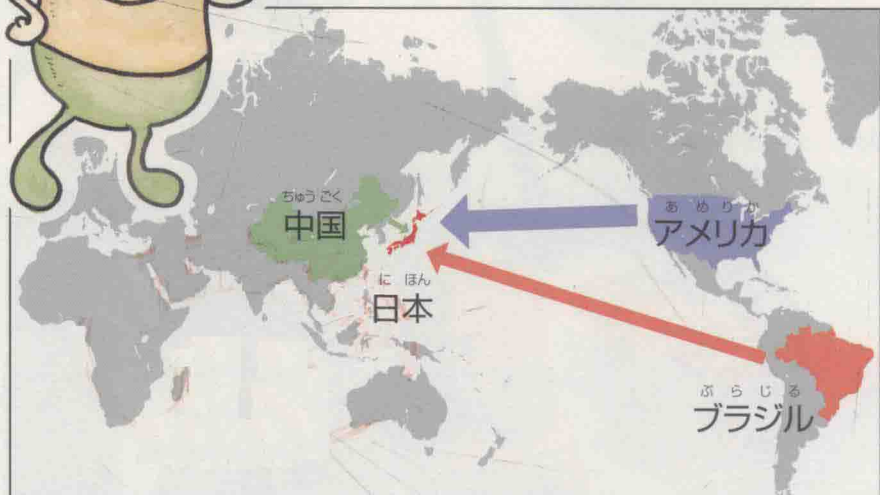 ちゅうごく
中国
あめりか
アメリカ
にほん
日本
ぶらじる
ブラジル